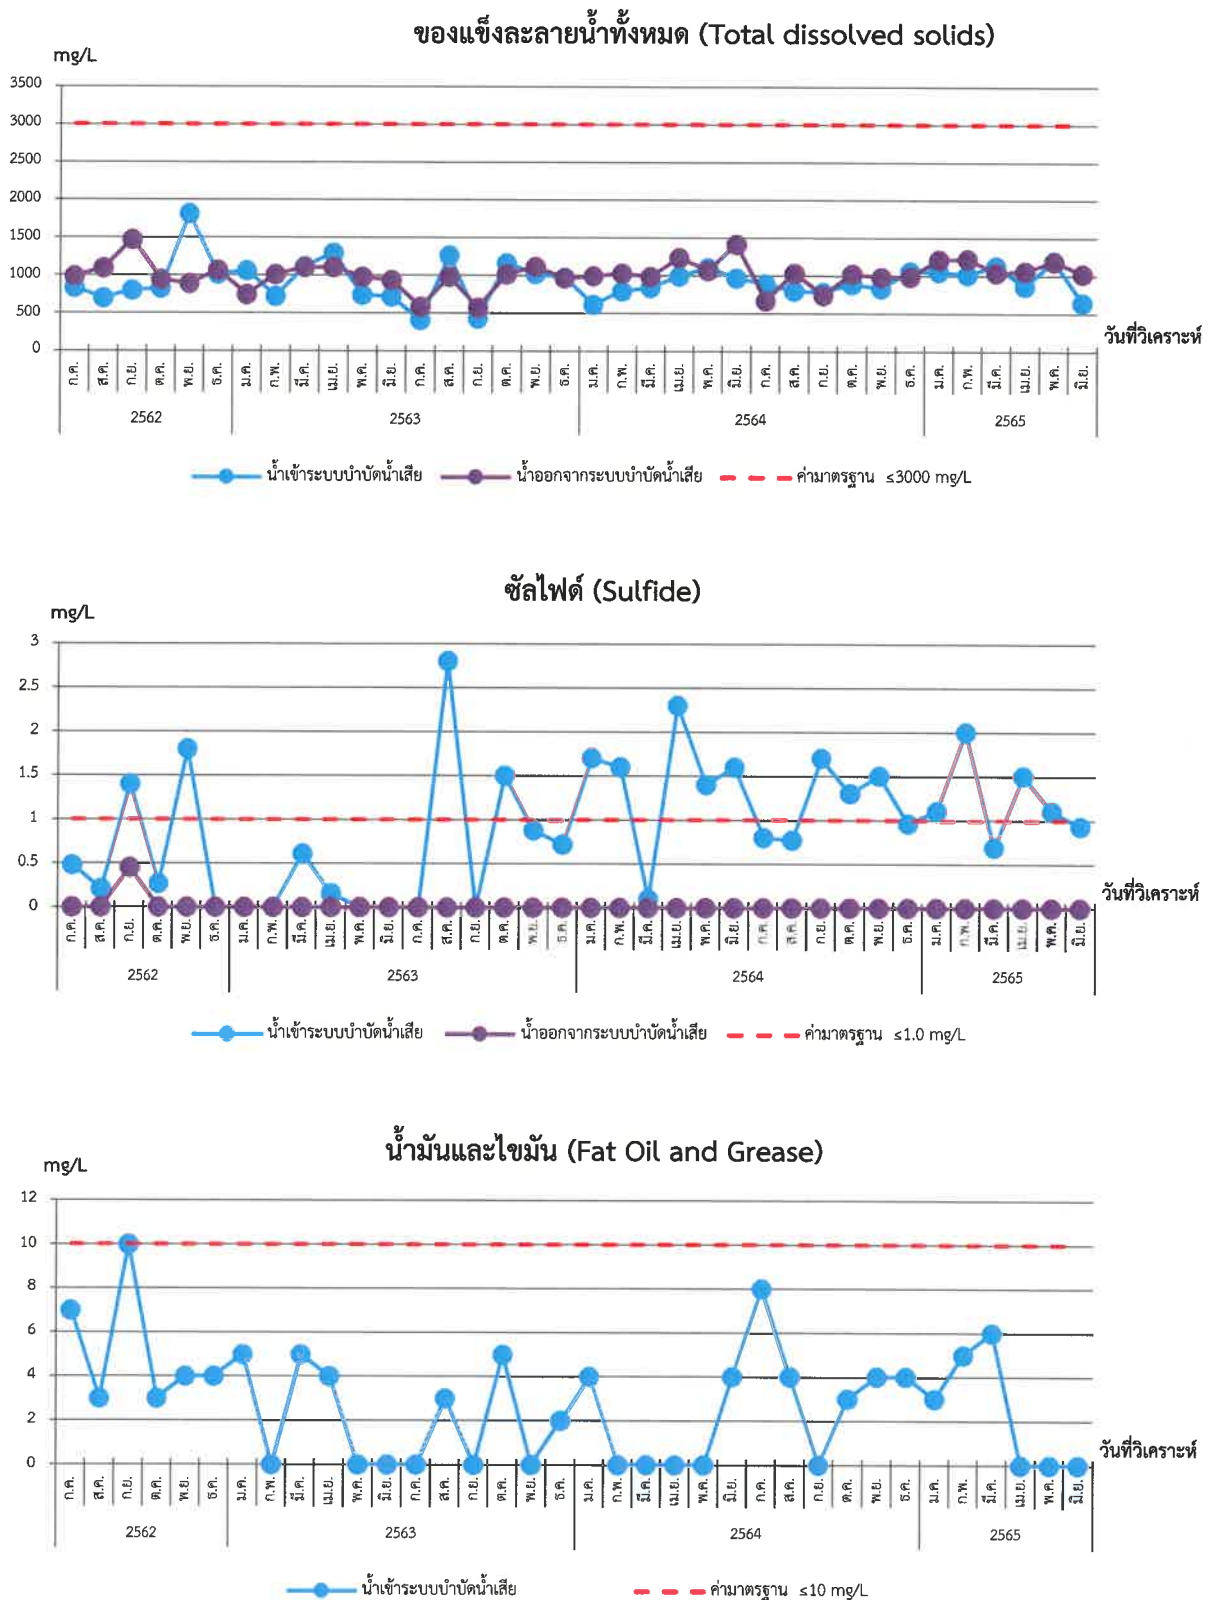 ของแข็งละลายน้ำทั้งหมด (Total dissolved solids)
mg/L
3500
3000
2500
2000
1500
1000
500
0
วันที่วิเคราะห์
ก.ค. ส.ค. ก.ย. ต.ค. พ.ย. ธ.ค. ม.ค. ก.พ. มี.ค. เม.ย. พ.ค. มิ.ย. ก.ค. ส.ค. ก.ย. ต.ค. พ.ย. ธ.ค. ม.ค. ก.พ. มี.ค. เม.ย. พ.ค. มิ.ย. ก.ค. ส.ค. ก.ย. ต.ค. พ.ย. ธ.ค. ม.ค. ก.พ. มี.ค. เม.ย. พ.ค. มิ.ย.
2562 2563 2564 2565
น้ำเข้าระบบบำบัดน้ำเสีย น้ำออกจากระบบบำบัดน้ำเสีย ค่ามาตรฐาน ≤3000 mg/L
ซัลไฟด์ (Sulfide)
mg/L
3
2.5
2
1.5
1
0.5
0
วันที่วิเคราะห์
ก.ค. ส.ค. ก.ย. ต.ค. พ.ย. ธ.ค. ม.ค. ก.พ. มี.ค. เม.ย. พ.ค. มิ.ย. ก.ค. ส.ค. ก.ย. ต.ค. พ.ย. ธ.ค. ม.ค. ก.พ. มี.ค. เม.ย. พ.ค. มิ.ย. ก.ค. ส.ค. ก.ย. ต.ค. พ.ย. ธ.ค. ม.ค. ก.พ. มี.ค. เม.ย. พ.ค. มิ.ย.
2562 2563 2564 2565
น้ำเข้าระบบบำบัดน้ำเสีย น้ำออกจากระบบบำบัดน้ำเสีย ค่ามาตรฐาน ≤1.0 mg/L
น้ำมันและไขมัน (Fat Oil and Grease)
mg/L
12
10
8
6
4
2
0
วันที่วิเคราะห์
ก.ค. ส.ค. ก.ย. ต.ค. พ.ย. ธ.ค. ม.ค. ก.พ. มี.ค. เม.ย. พ.ค. มิ.ย. ก.ค. ส.ค. ก.ย. ต.ค. พ.ย. ธ.ค. ม.ค. ก.พ. มี.ค. เม.ย. พ.ค. มิ.ย. ก.ค. ส.ค. ก.ย. ต.ค. พ.ย. ธ.ค. ม.ค. ก.พ. มี.ค. เม.ย. พ.ค. มิ.ย.
2562 2563 2564 2565
น้ำเข้าระบบบำบัดน้ำเสีย ค่ามาตรฐาน ≤10 mg/L